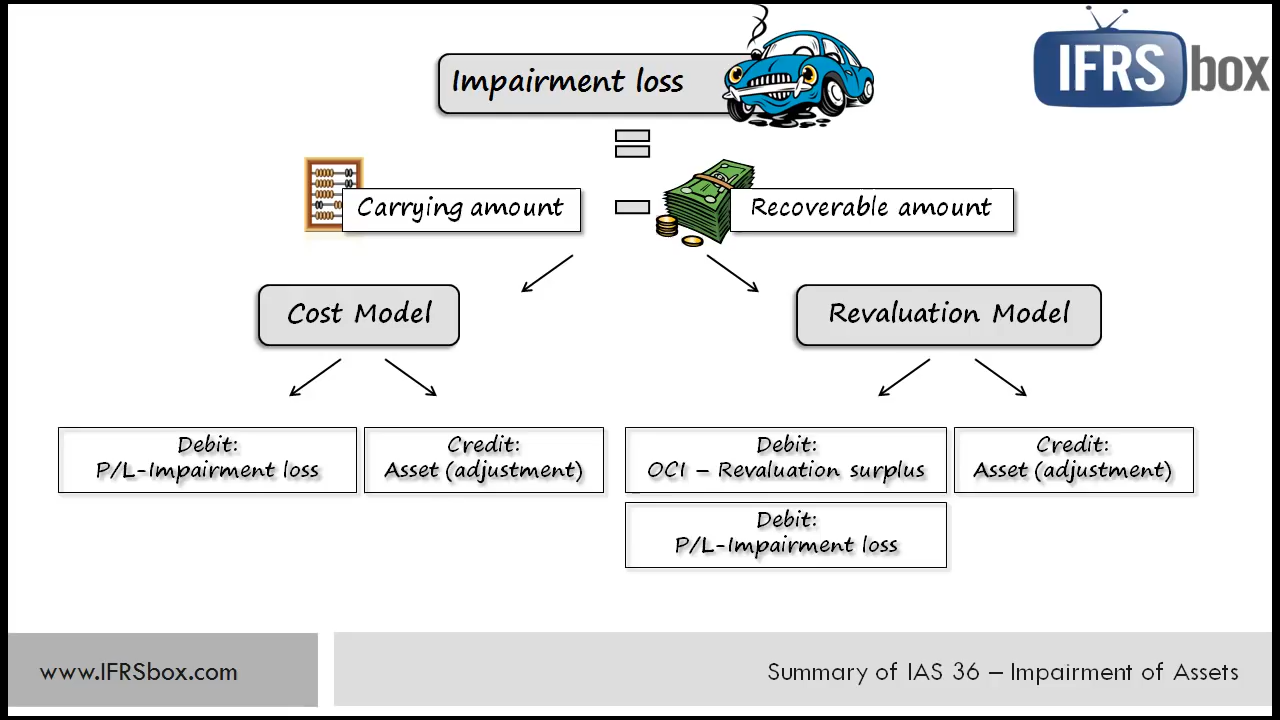 IFRS box
Impairment loss
Carrying amount
Recoverable amount
Cost Model
Revaluation Model
Debit:
P/L-Impairment loss
Credit:
Asset (adjustment)
Debit:
OCI – Revaluation surplus
Credit:
Asset (adjustment)
Debit:
P/L-Impairment loss
www.IFRSbox.com
Summary of IAS 36 – Impairment of Assets